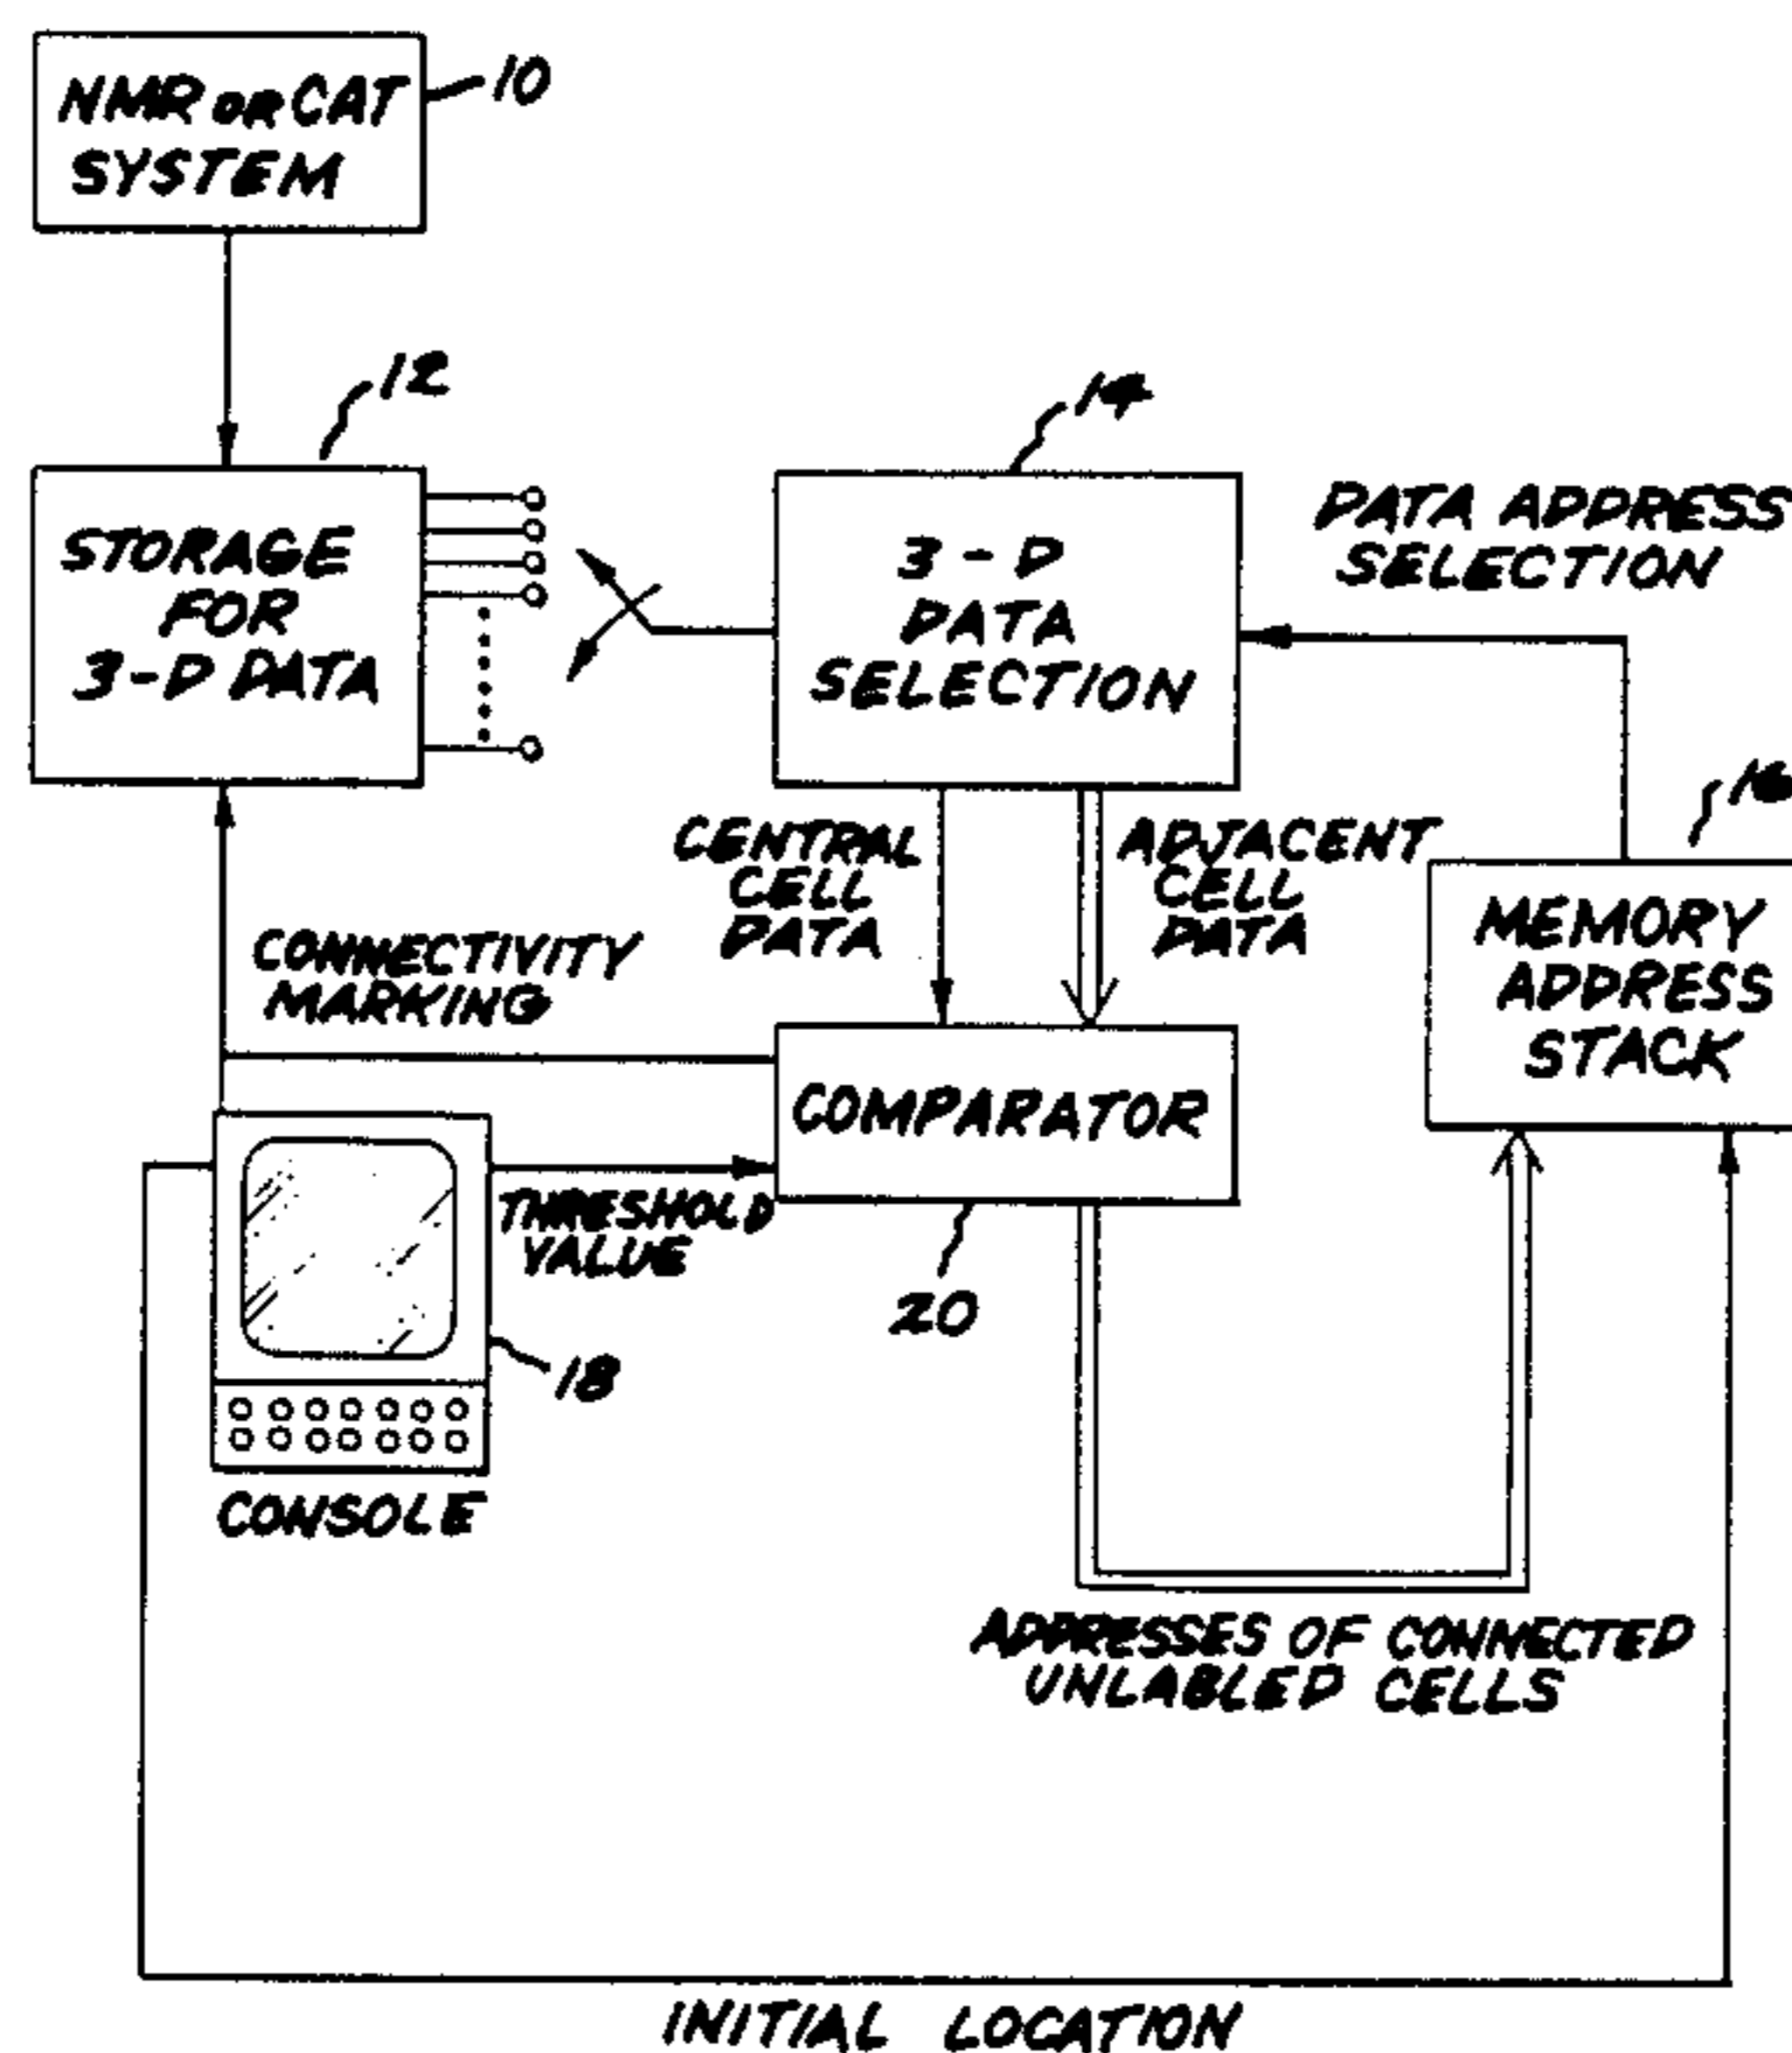 NMR OR CAT
SYSTEM
10
12
STORAGE
FOR
3-D DATA
14
3-D
DATA
SELECTION
DATA ADDRESS
SELECTION
16
CENTRAL
CELL
DATA
ADJACENT
CELL
DATA
MEMORY
ADDRESS
STACK
CONNECTIVITY
MARKING
COMPARATOR
THRESHOLD
VALUE
20
18
CONSOLE
ADDRESSES OF CONNECTED
UNLABLED CELLS
INITIAL LOCATION